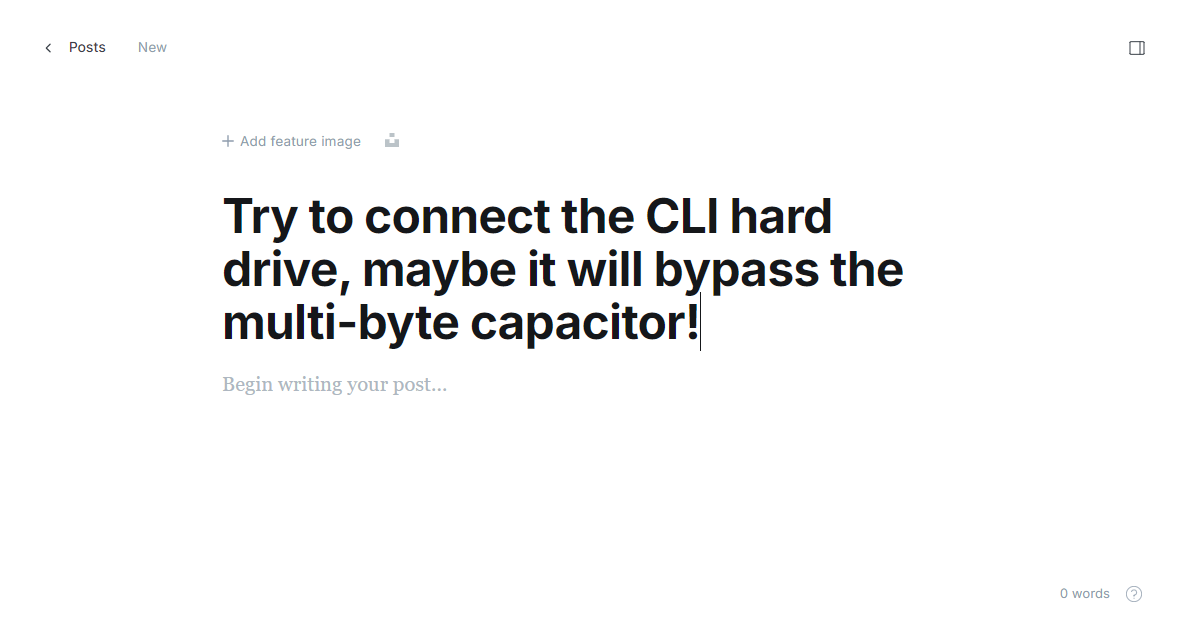 Posts
New
Add feature image
Try to connect the CLI hard
drive, maybe it will bypass the
multi-byte capacitor!
Begin writing your post...
0 words
?